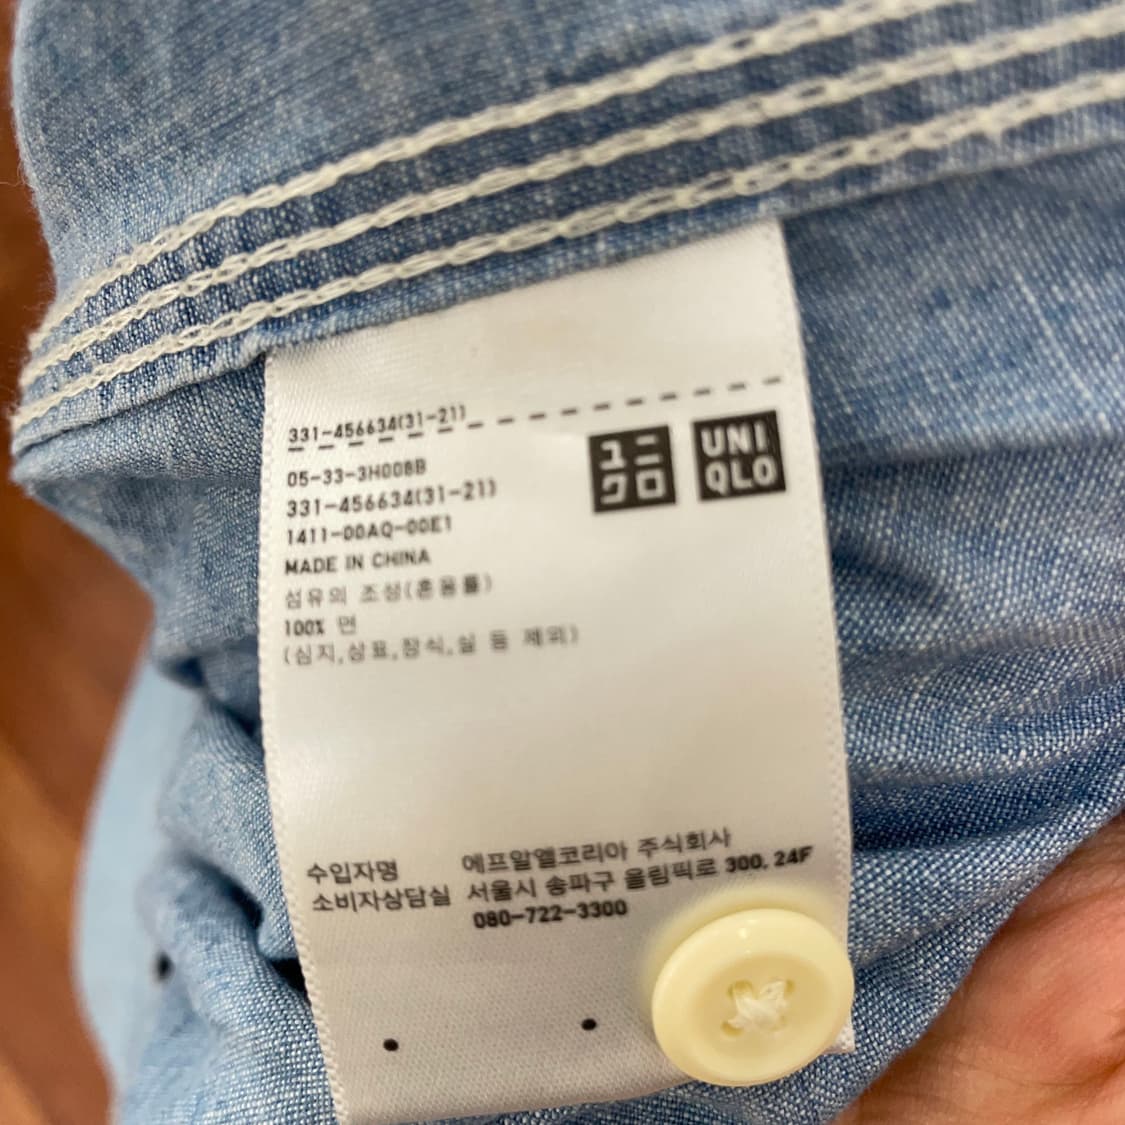 331-456634(31-21)
ユニ
クロ
UNI
QLO
05-33-3H008B
331-456634(31-21)
1411-00AQ-00E1
MADE IN CHINA
섬유의 조성(혼용률)
100% 면
(심지,상표,장식,실 등 제외)
수입자명 에프알엘코리아 주식회사
소비자상담실 서울시 송파구 올림픽로 300, 24F
080-722-3300